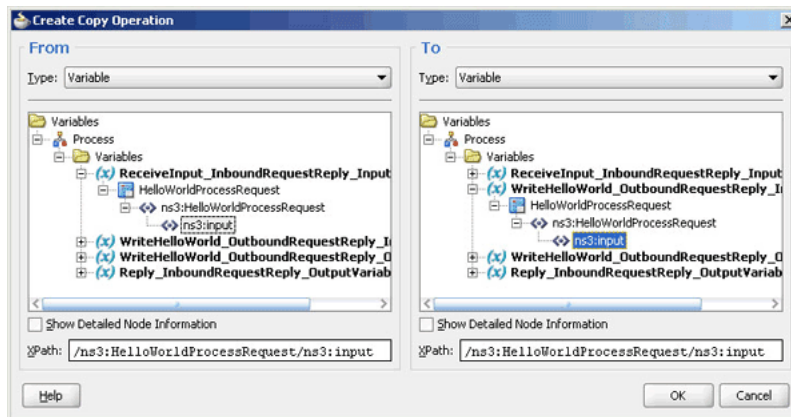 Create Copy Operation
From
Type: Variable
Variables
Process
Variables
(x) ReceiveInput_InboundRequestReply_Input
HelloWorldProcessRequest
ns3:HelloWorldProcessRequest
ns3:input
(x) WriteHelloWorld_OutboundRequestReply_I
(x) WriteHelloWorld_OutboundRequestReply_O
(x) Reply_InboundRequestReply_OutputVariab
Show Detailed Node Information
XPath: /ns3:HelloWorldProcessRequest/ns3:input
To
Type: Variable
Variables
Process
Variables
(x) ReceiveInput_InboundRequestReply_Input
(x) WriteHelloWorld_OutboundRequestReply_I
HelloWorldProcessRequest
ns3:HelloWorldProcessRequest
ns3:input
(x) WriteHelloWorld_OutboundRequestReply_O
(x) Reply_InboundRequestReply_OutputVariab
Show Detailed Node Information
XPath: /ns3:HelloWorldProcessRequest/ns3:input
Help
OK
Cancel